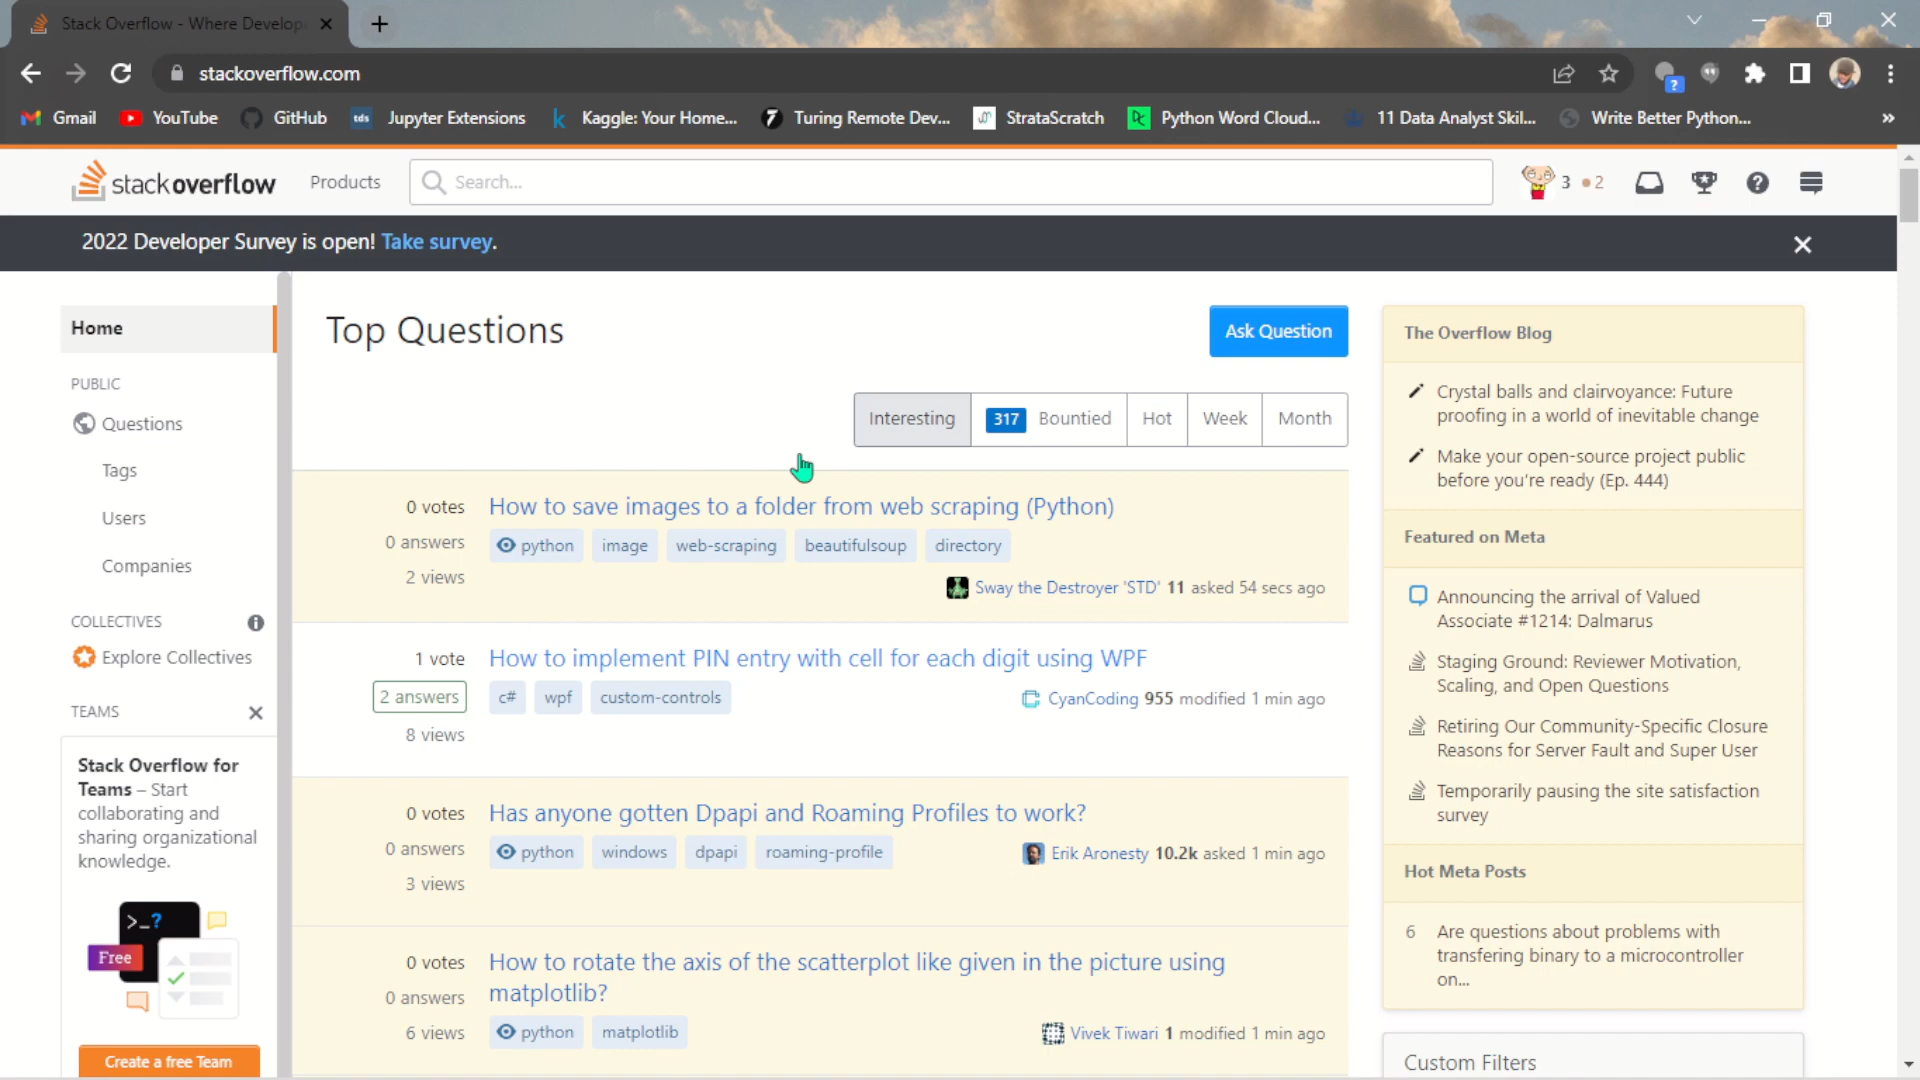 Stack Overflow - Where Develop
stackoverflow.com
?
Gmail
YouTube
GitHub
tds
Jupyter Extensions
k
Kaggle: Your Home...
Turing Remote Dev...
StrataScratch
Python Word Cloud...
11 Data Analyst Skil...
Write Better Python...
»
stackoverflow
Products
Search...
3 • 2
2022 Developer Survey is open! Take survey.
Home
PUBLIC
Questions
Tags
Users
Companies
COLLECTIVES
Explore Collectives
TEAMS
Stack Overflow for
Teams – Start
collaborating and
sharing organizational
knowledge.
>_?
Free
Create a free Team
Top Questions
Ask Question
Interesting
317 Bountied
Hot
Week
Month
0 votes
0 answers
2 views
How to save images to a folder from web scraping (Python)
python image web-scraping beautifulsoup directory
Sway the Destroyer 'STD' 11 asked 54 secs ago
1 vote
2 answers
8 views
How to implement PIN entry with cell for each digit using WPF
c# wpf custom-controls
CyanCoding 955 modified 1 min ago
0 votes
0 answers
3 views
Has anyone gotten Dpapi and Roaming Profiles to work?
python windows dpapi roaming-profile
Erik Aronesty 10.2k asked 1 min ago
0 votes
0 answers
6 views
How to rotate the axis of the scatterplot like given in the picture using
matplotlib?
python matplotlib
Vivek Tiwari 1 modified 1 min ago
The Overflow Blog
Crystal balls and clairvoyance: Future
proofing in a world of inevitable change
Make your open-source project public
before you're ready (Ep. 444)
Featured on Meta
Announcing the arrival of Valued
Associate #1214: Dalmarus
Staging Ground: Reviewer Motivation,
Scaling, and Open Questions
Retiring Our Community-Specific Closure
Reasons for Server Fault and Super User
Temporarily pausing the site satisfaction
survey
Hot Meta Posts
6 Are questions about problems with
transfering binary to a microcontroller
on...
Custom Filters